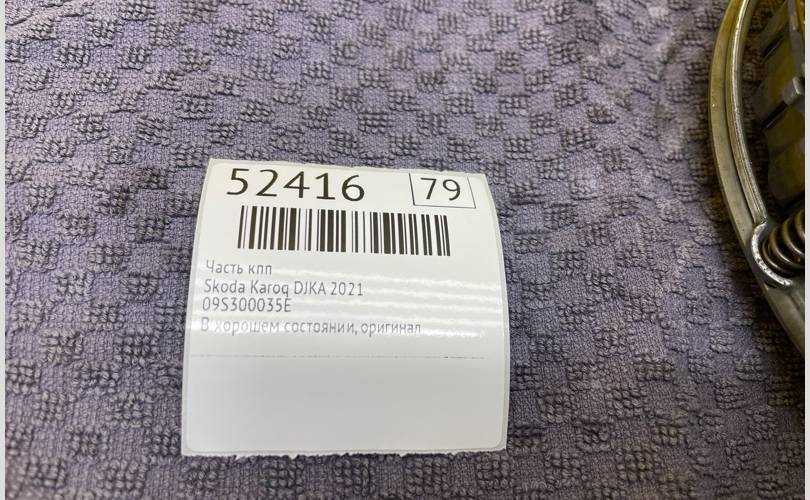 52416 79
Часть кпп
Skoda Karoq DJKA 2021
09S300035E
В хорошем состоянии, оригинал